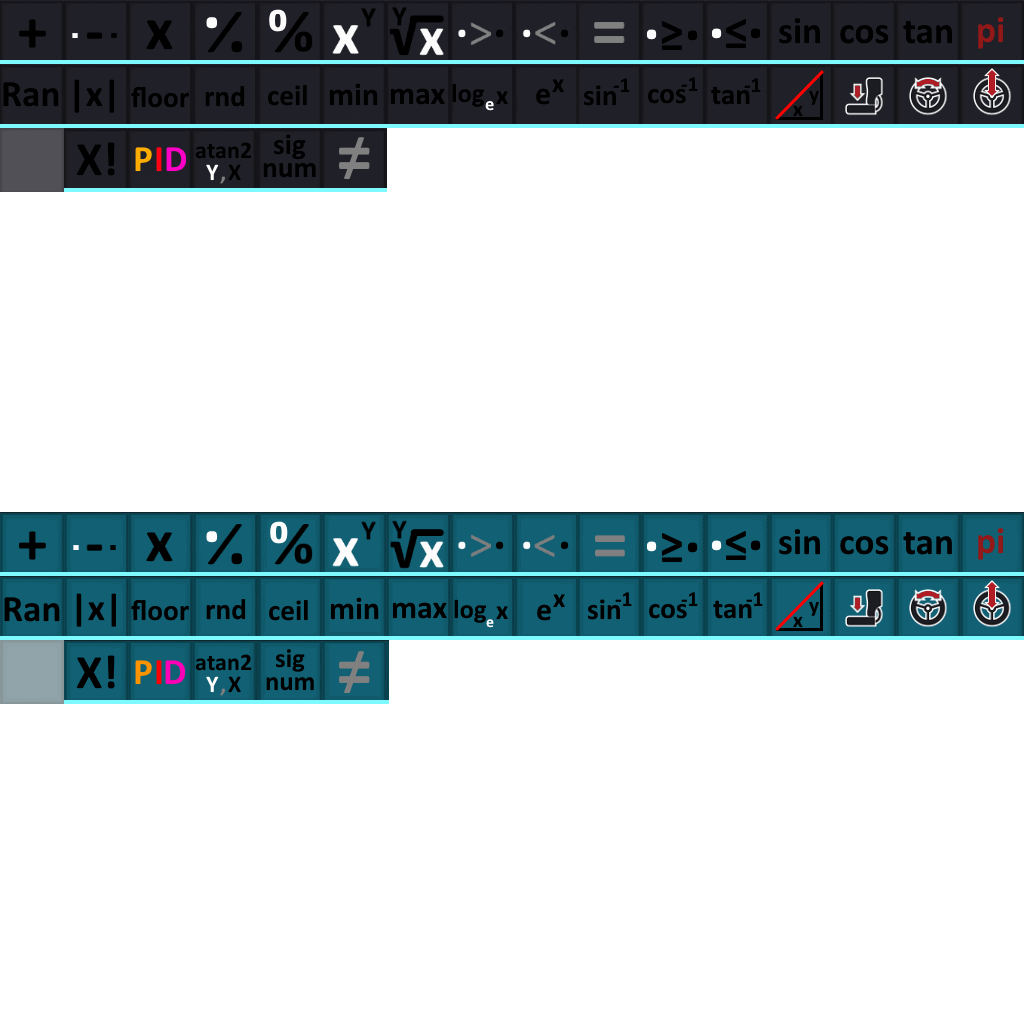 + ·-· x ⁒ % xʸ ʸ√x ·>· ·<· = ·≥· ·≤· sin cos tan pi
Ran |x| floor rnd ceil min max logₑx eˣ sin⁻¹ cos⁻¹ tan⁻¹ x y
X! PID atan2 Y,X sig num ≠
+ ·-· x ⁒ % xʸ ʸ√x ·>· ·<· = ·≥· ·≤· sin cos tan pi
Ran |x| floor rnd ceil min max logₑx eˣ sin⁻¹ cos⁻¹ tan⁻¹ x y
X! PID atan2 Y,X sig num ≠